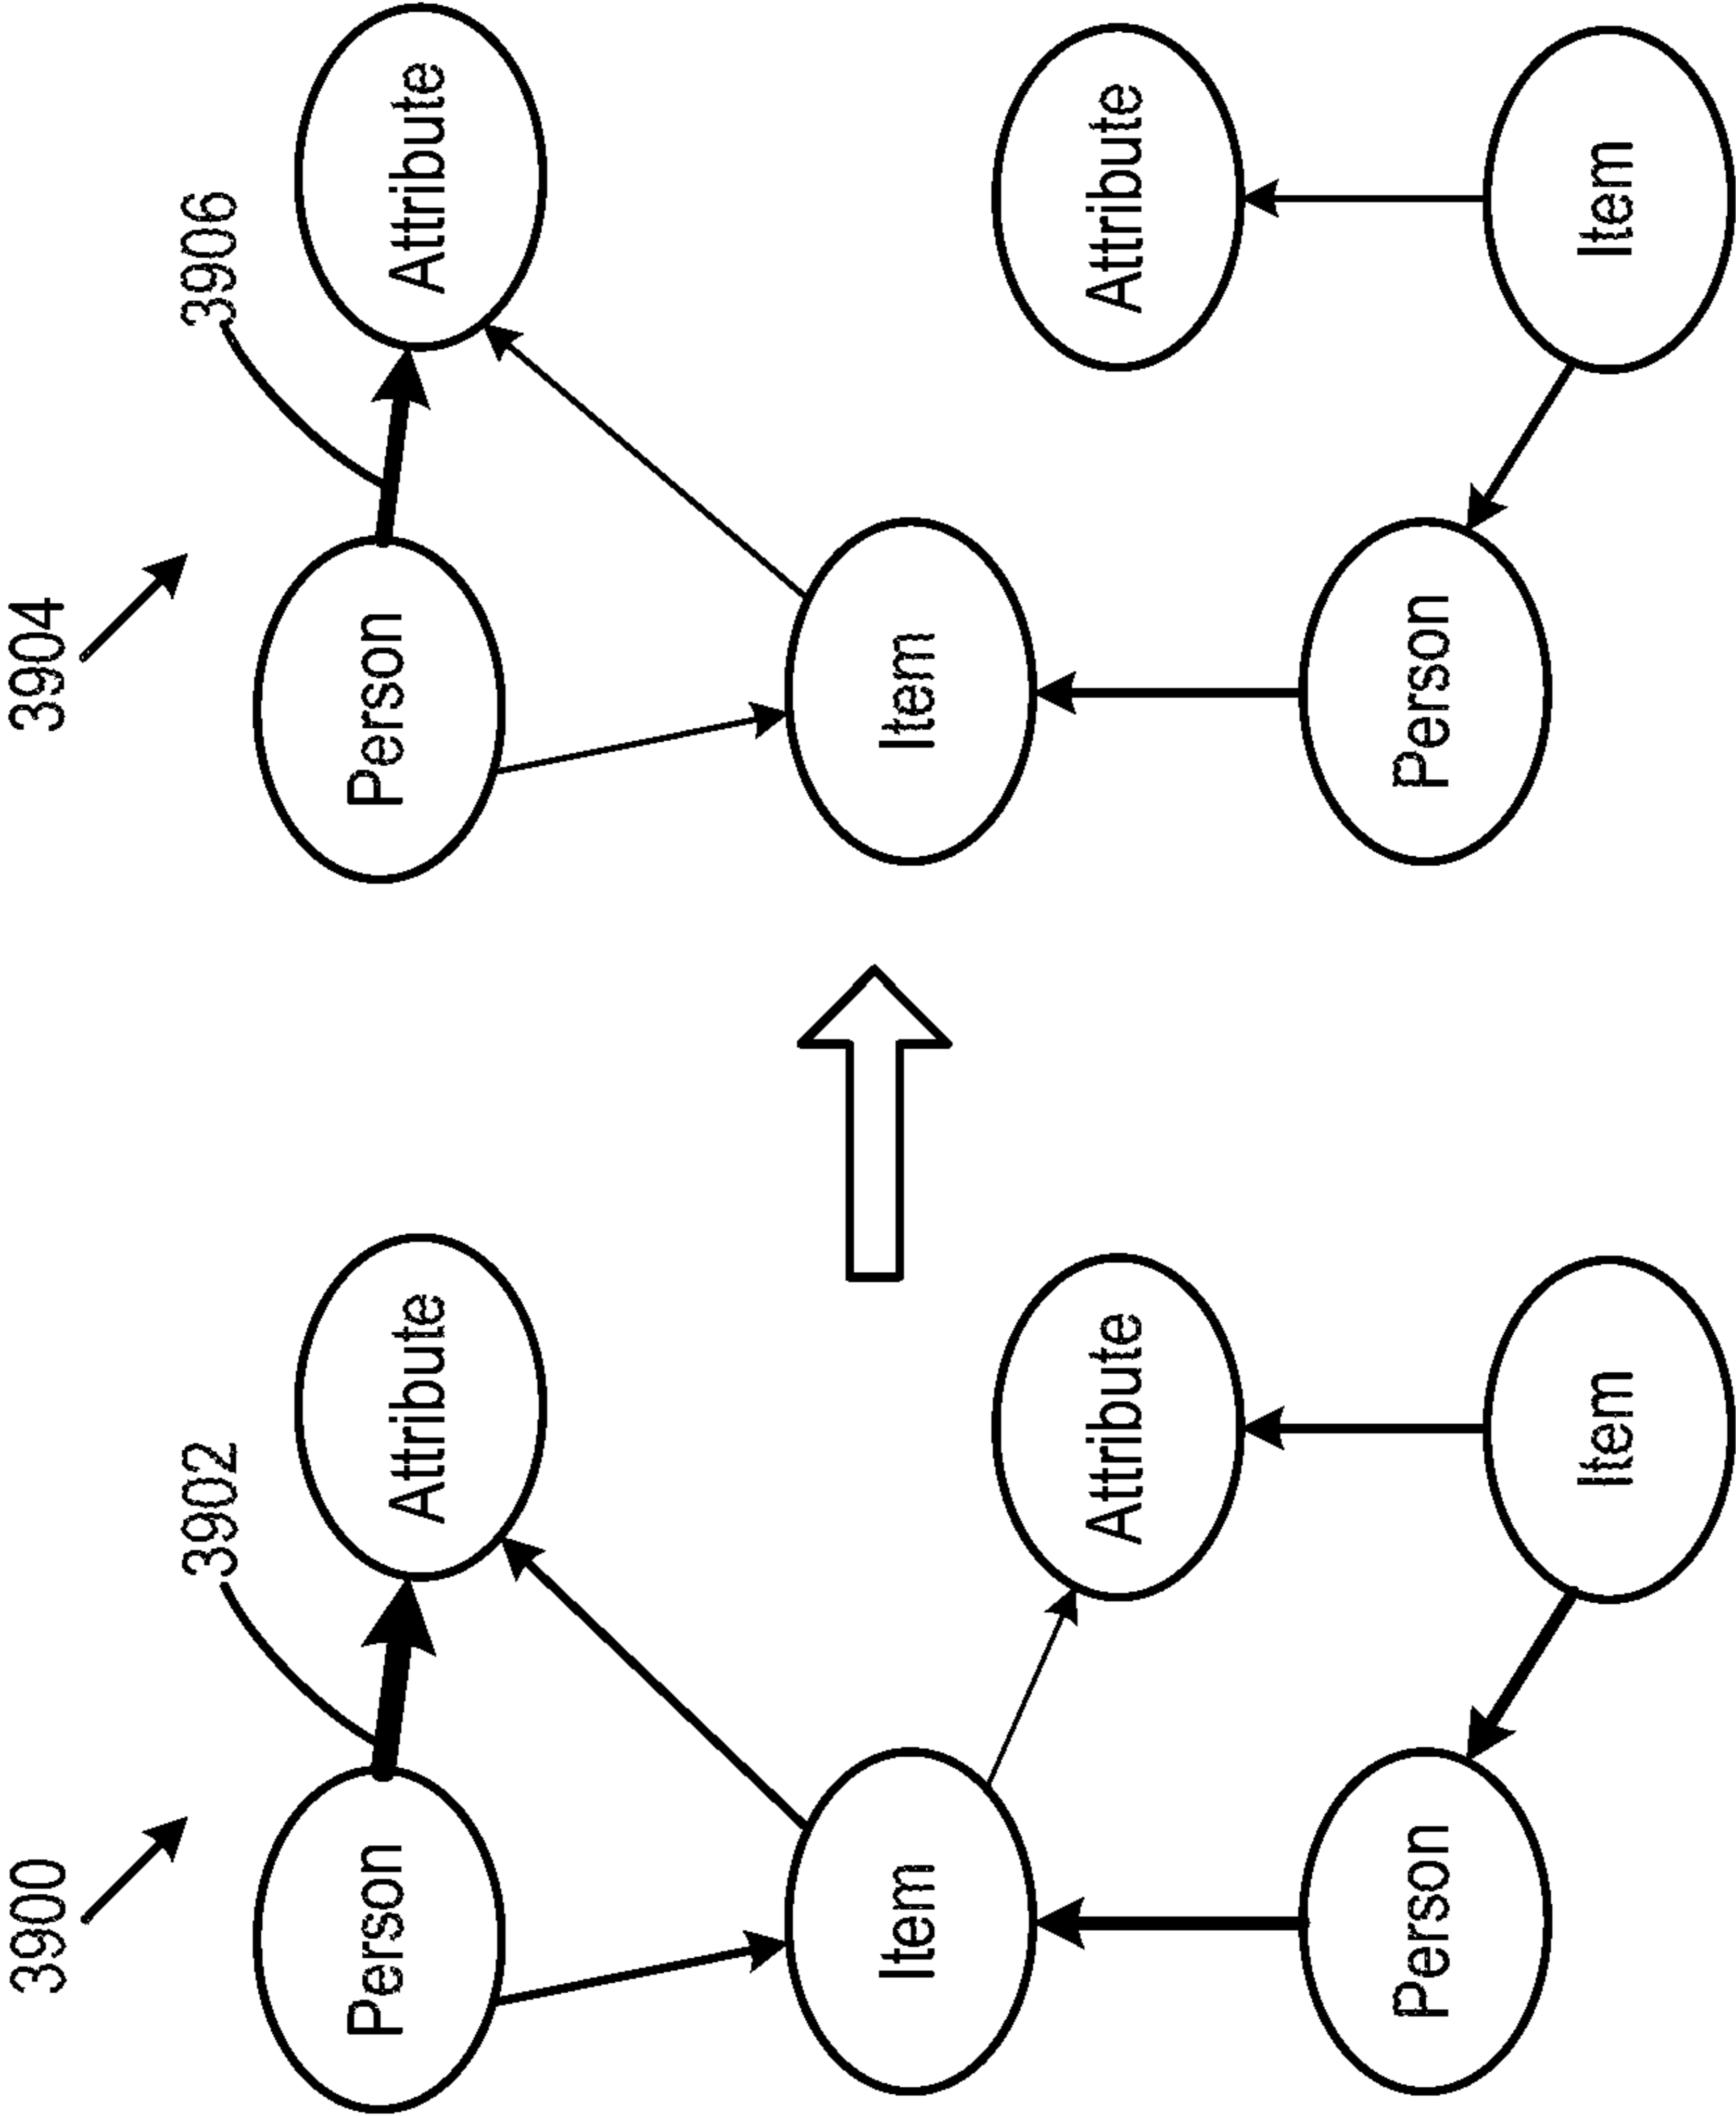 3900
3904
3902
3906
Person
Attribute
Person
Attribute
Item
Item
Attribute
Attribute
Person
Person
Item
Item